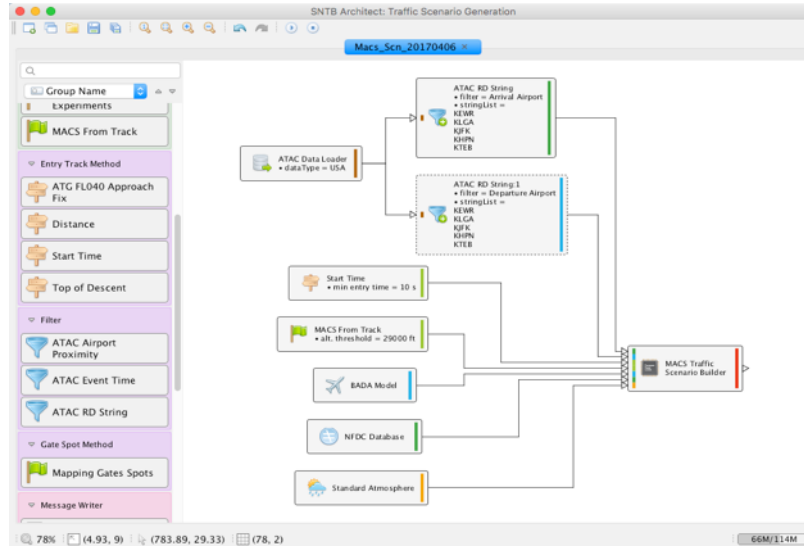 SNTB Architect: Traffic Scenario Generation
Macs_Scn_20170406 ×
Group Name
Experiments
MACS From Track
Entry Track Method
ATG FL040 Approach
Fix
Distance
Start Time
Top of Descent
Filter
ATAC Airport
Proximity
ATAC Event Time
ATAC RD String
Gate Spot Method
Mapping Gates Spots
Message Writer
ATAC Data Loader
• dataType = USA
ATAC RD String
• filter = Arrival Airport
• stringList =
KEWR
KLGA
KJFK
KHPN
KTEB
ATAC RD String:1
• filter = Departure Airport
• stringList =
KEWR
KLGA
KJFK
KHPN
KTEB
Start Time
• min entry time = 10 s
MACS From Track
• alt. threshold = 29000 ft
BADA Model
NFDC Database
Standard Atmosphere
MACS Traffic
Scenario Builder
78% (4.93, 9) (783.89, 29.33) (78, 2) 66M/114M